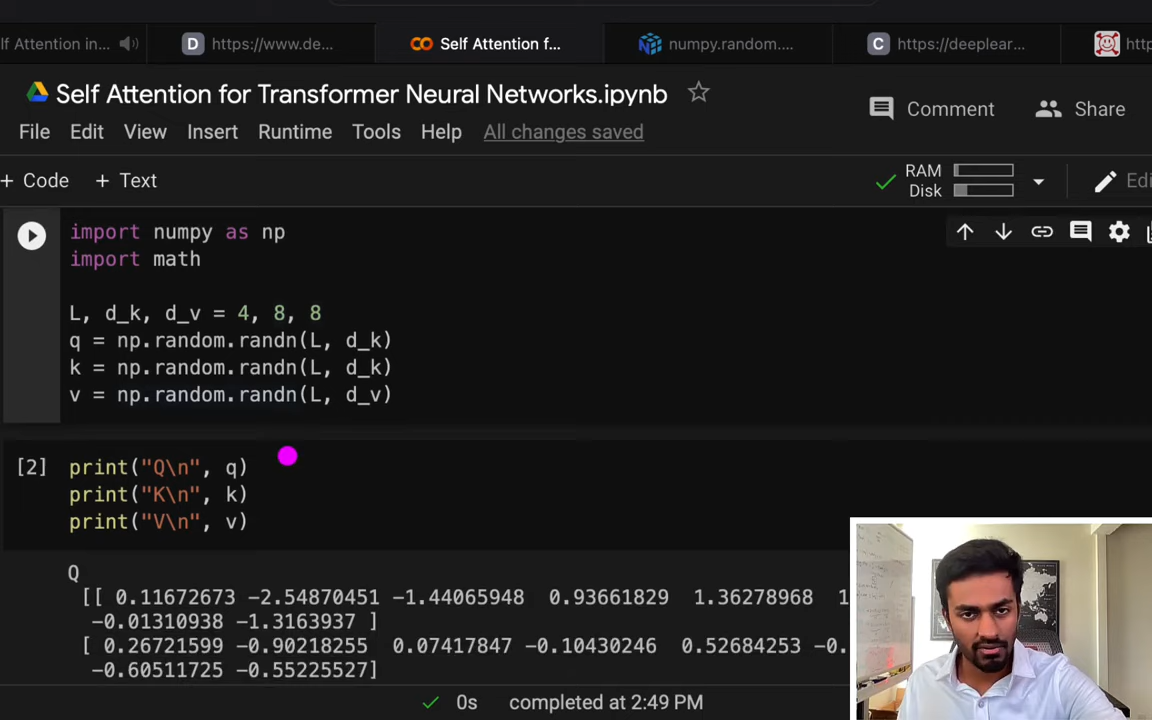 elf Attention in...
https://www.de...
Self Attention f...
numpy.random....
https://deeplear...
http
Self Attention for Transformer Neural Networks.ipynb
Comment
Share
File Edit View Insert Runtime Tools Help All changes saved
+ Code + Text
RAM
Disk
Edi
import numpy as np
import math
L, d_k, d_v = 4, 8, 8
q = np.random.randn(L, d_k)
k = np.random.randn(L, d_k)
v = np.random.randn(L, d_v)
[2] print("Q\n", q)
print("K\n", k)
print("V\n", v)
Q
[[ 0.11672673 -2.54870451 -1.44065948 0.93661829 1.36278968 1
-0.01310938 -1.3163937 ]
[ 0.26721599 -0.90218255 0.07417847 -0.10430246 0.52684253 -0.
-0.60511725 -0.55225527]
0s completed at 2:49 PM